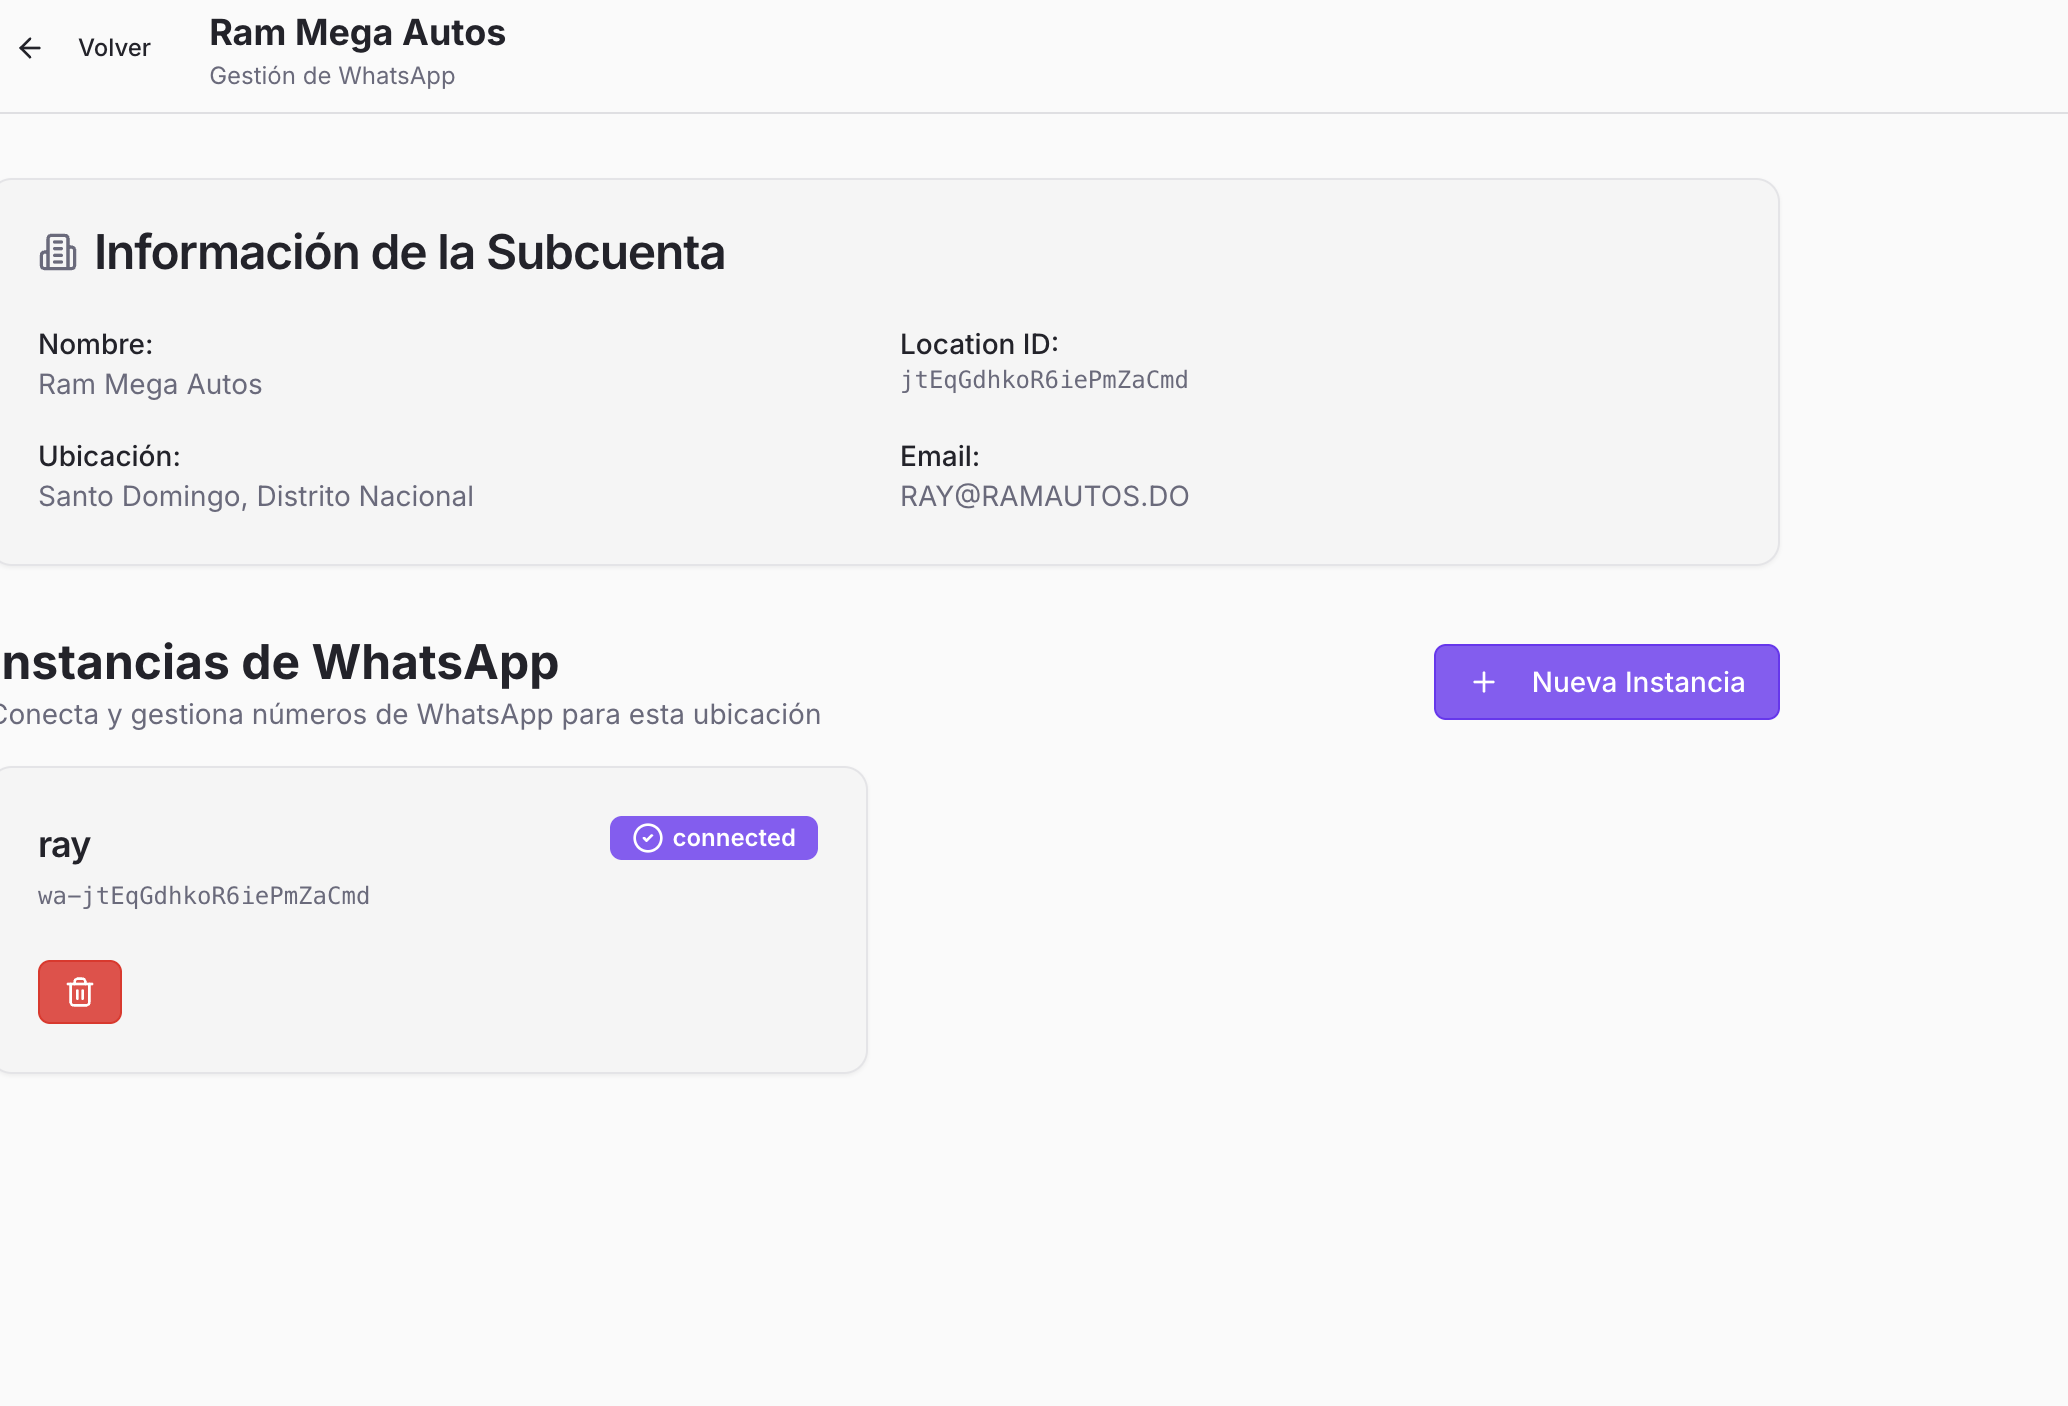 Volver
Ram Mega Autos
Gestión de WhatsApp
Información de la Subcuenta
Nombre:
Ram Mega Autos
Location ID:
jtEqGdhkoR6iePmZaCmd
Ubicación:
Santo Domingo, Distrito Nacional
Email:
RAY@RAMAUTOS.DO
nstancias de WhatsApp
Conecta y gestiona números de WhatsApp para esta ubicación
Nueva Instancia
ray
connected
wa-jtEqGdhkoR6iePmZaCmd